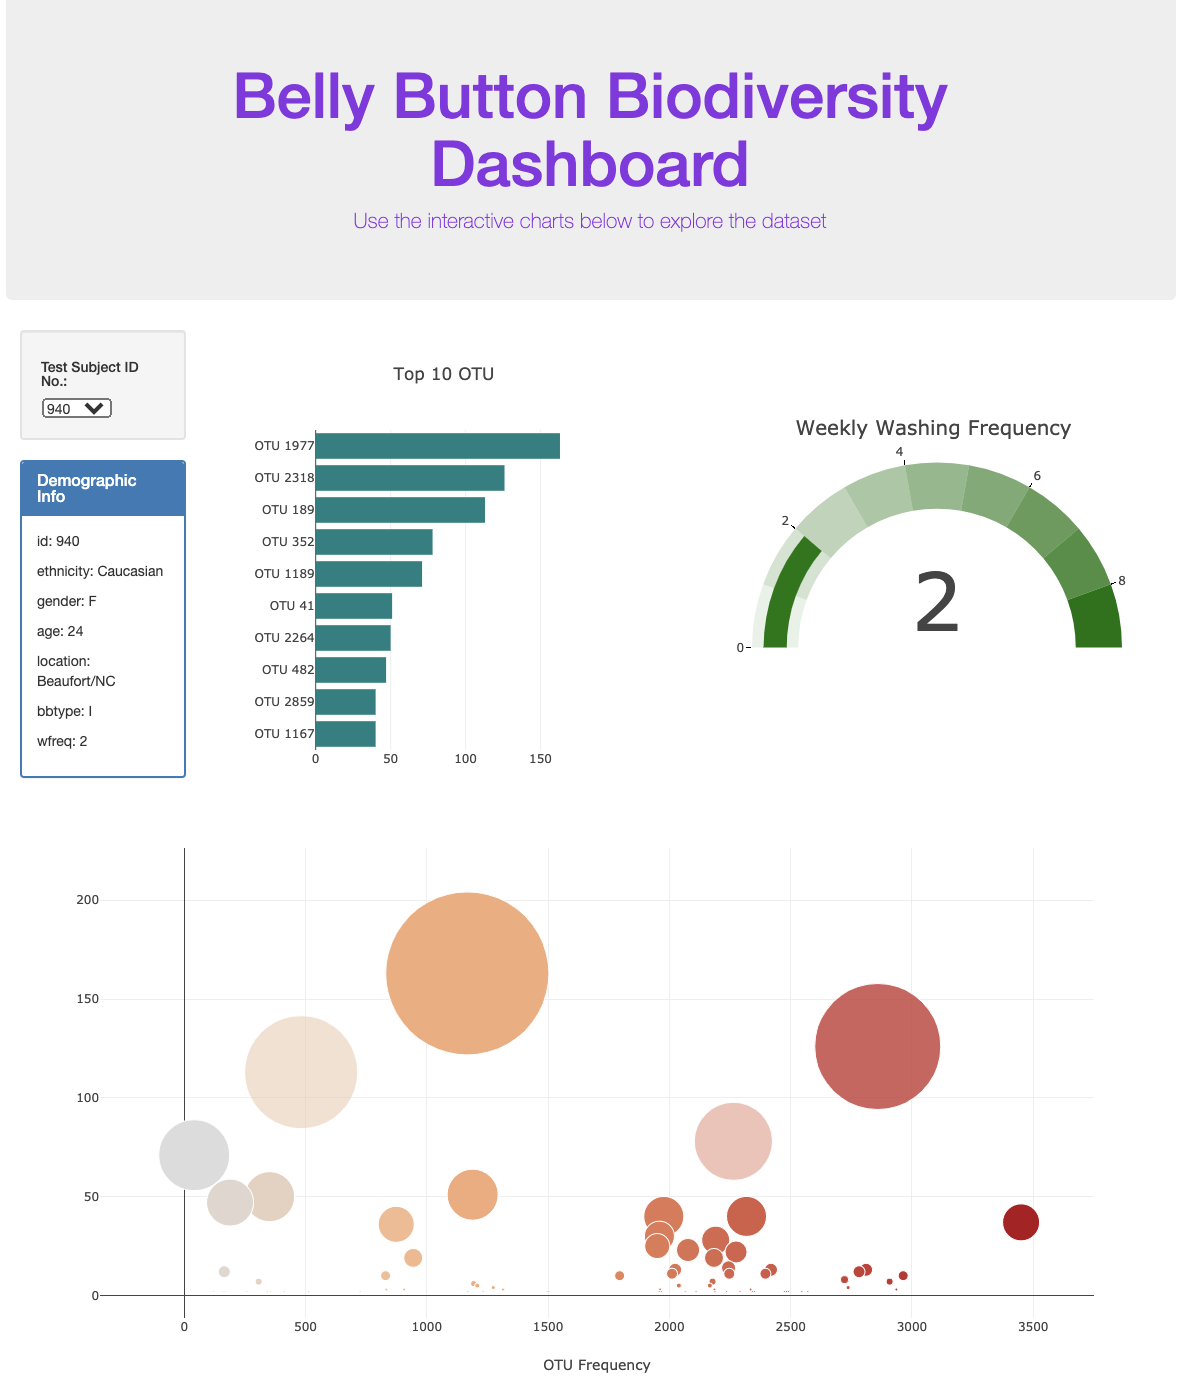 Belly Button Biodiversity
Dashboard
Use the interactive charts below to explore the dataset
Test Subject ID
No.:
940
Demographic
Info
id: 940
ethnicity: Caucasian
gender: F
age: 24
location:
Beaufort/NC
bbtype: I
wfreq: 2
Top 10 OTU
OTU 1977
OTU 2318
OTU 189
OTU 352
OTU 1189
OTU 41
OTU 2264
OTU 482
OTU 2859
OTU 1167
0 50 100 150
Weekly Washing Frequency
0
2
4
6
8
2
200
150
100
50
0
0 500 1000 1500 2000 2500 3000 3500
OTU Frequency